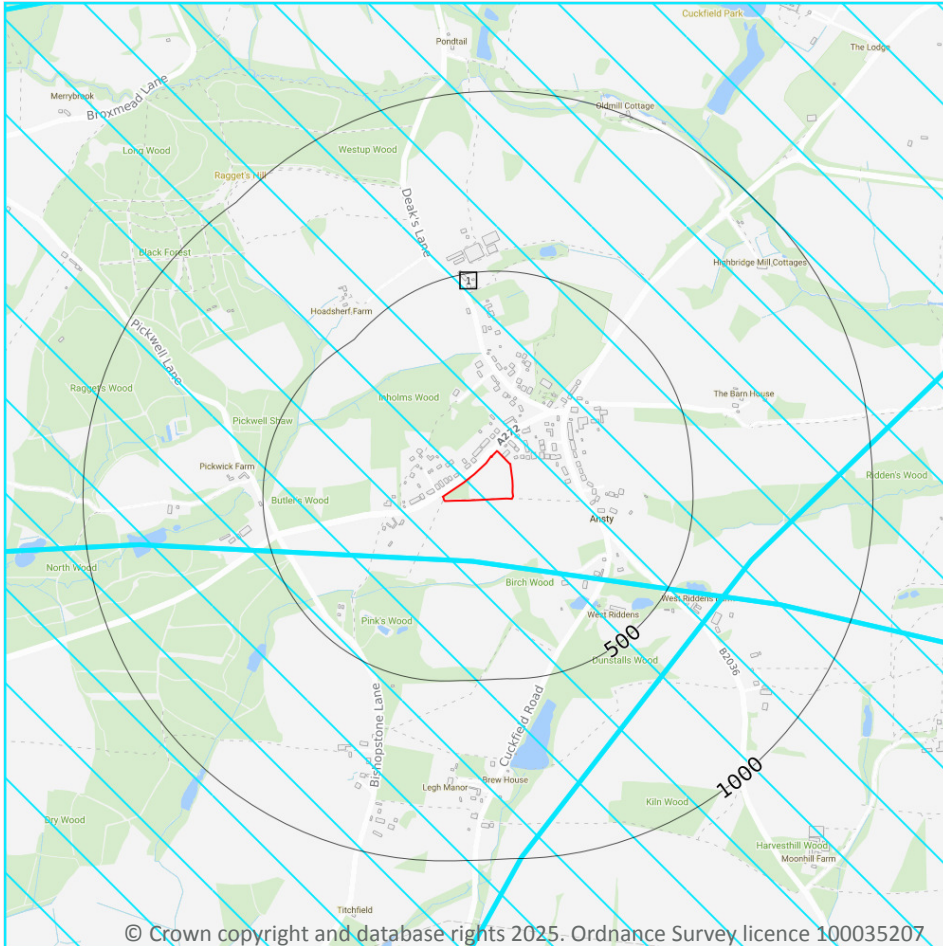 Cuckfield Park
Pondtail
The Lodge
Merrybrook
Broxmead Lane
Oldmill Cottage
Long Wood
Westup Wood
Ragget's Hill
Deak's Lane
Black Forest
Highbridge Mill Cottages
1
Hoadsherf Farm
Pickwell Lane
Ragget's Wood
Inholms Wood
The Barn House
Pickwell Shaw
A272
Pickwick Farm
Ridden's Wood
Butler's Wood
Ansty
North Wood
Birch Wood
West Riddens
West Riddens
Pink's Wood
500
B2036
Dunstalls Wood
Bishopstone Lane
Cuckfield Road
1000
Brew House
Legh Manor
Kiln Wood
Dry Wood
Harvesthill Wood
Moonhill Farm
Titchfield
© Crown copyright and database rights 2025. Ordnance Survey licence 100035207